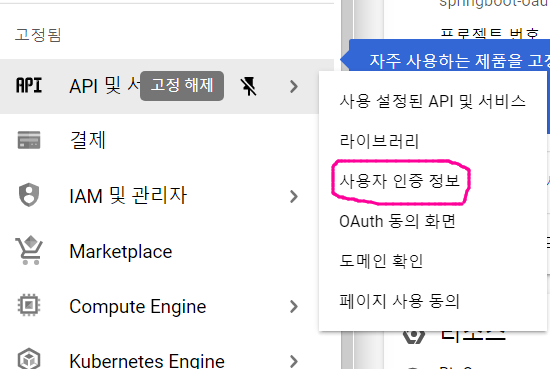 고정됨
API 및 서
고정 해제
결제
IAM 및 관리자
Marketplace
Compute Engine
Kubernetes Engine
springboot-oau
프로젝트 번호
자주 사용하는 제품을 고정
사용 설정된 API 및 서비스
라이브러리
사용자 인증 정보
OAuth 동의 화면
도메인 확인
페이지 사용 동의